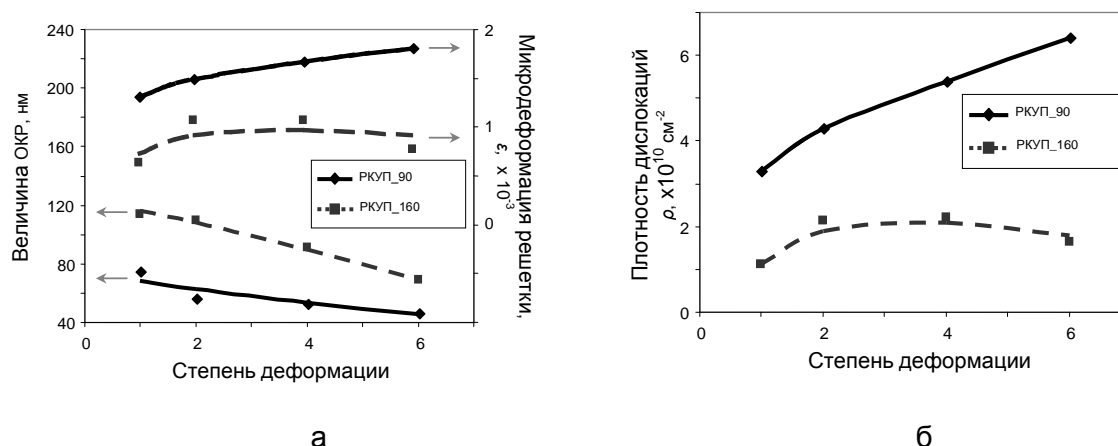 240
200
160
120
80
40
0
2
4
6
2
1
0
Величина ОКР, нм
Микродеформация решетки,
ε, x 10⁻³
РКУП_90
РКУП_160
Степень деформации
а
6
4
2
0
0
2
4
6
Плотность дислокаций
ρ, x10¹⁰ см⁻²
РКУП_90
РКУП_160
Степень деформации
б